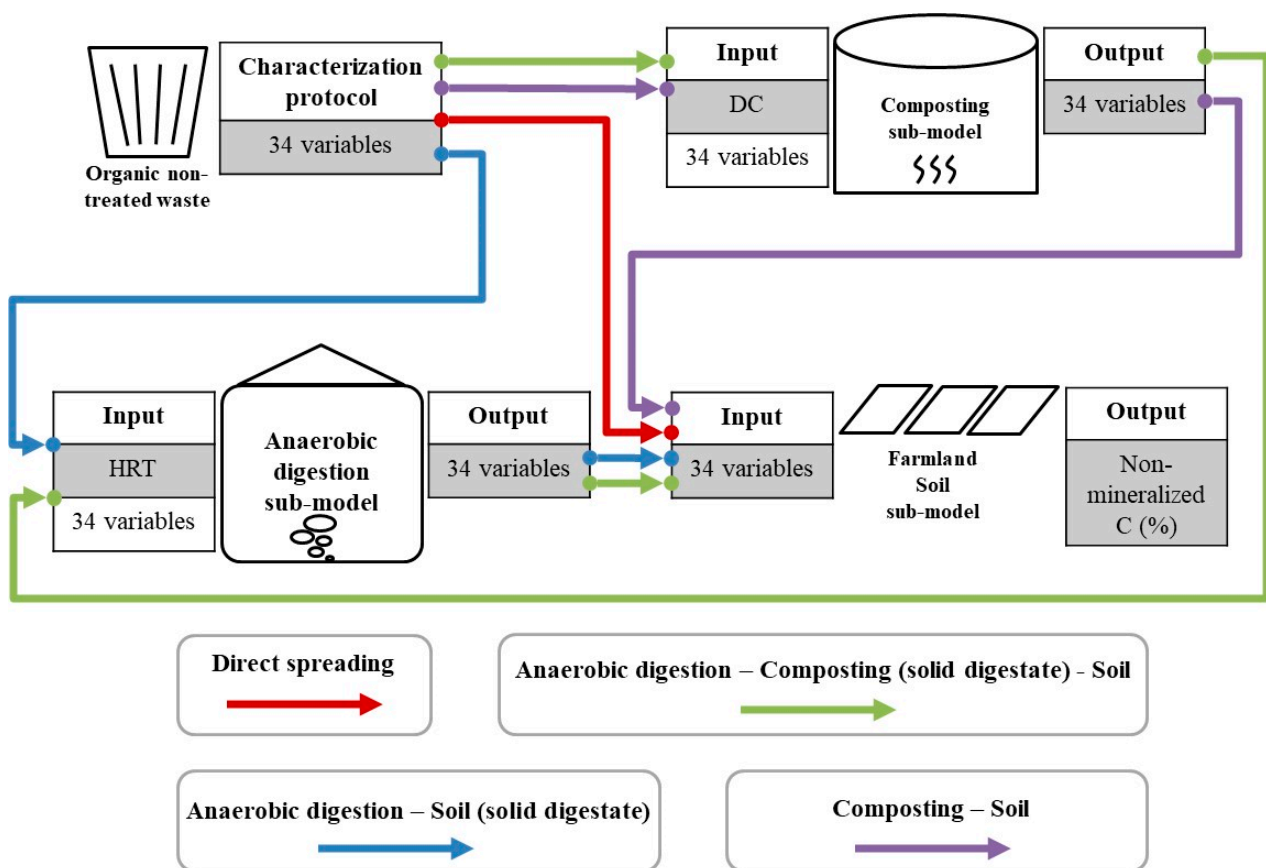 Characterization
protocol
34 variables
Organic non-
treated waste
Input
DC
34 variables
Composting
sub-model
Output
34 variables
Input
HRT
34 variables
Anaerobic
digestion
sub-model
Output
34 variables
Input
34 variables
Farmland
Soil
sub-model
Output
Non-
mineralized
C (%)
Direct spreading
Anaerobic digestion – Composting (solid digestate) - Soil
Anaerobic digestion – Soil (solid digestate)
Composting – Soil